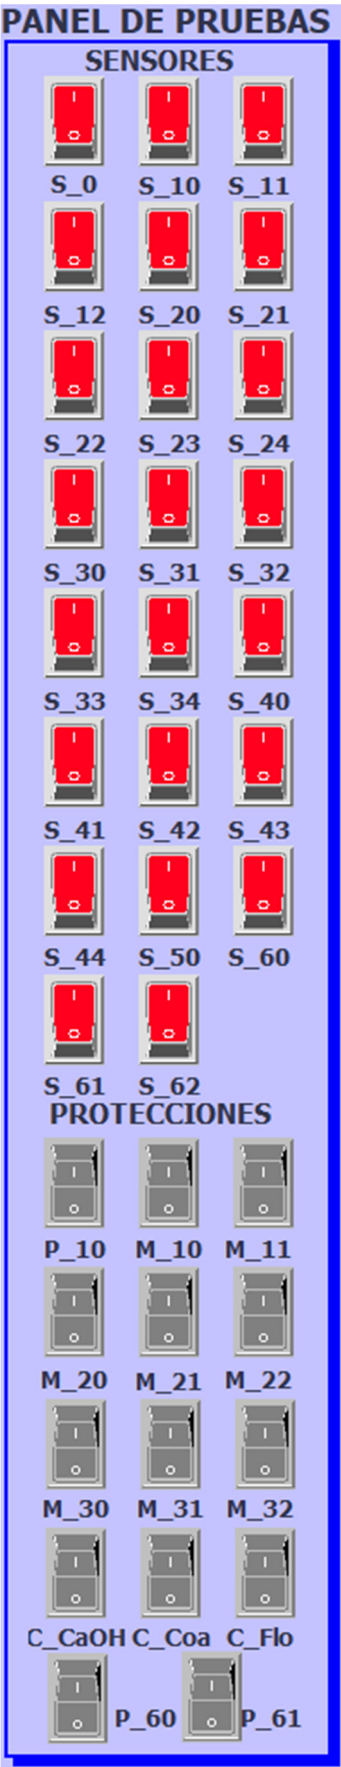 PANEL DE PRUEBAS
SENSORES
S_0 S_10 S_11
S_12 S_20 S_21
S_22 S_23 S_24
S_30 S_31 S_32
S_33 S_34 S_40
S_41 S_42 S_43
S_44 S_50 S_60
S_61 S_62
PROTECCIONES
P_10 M_10 M_11
M_20 M_21 M_22
M_30 M_31 M_32
C_CaOH C_Coa C_Flo
P_60 P_61